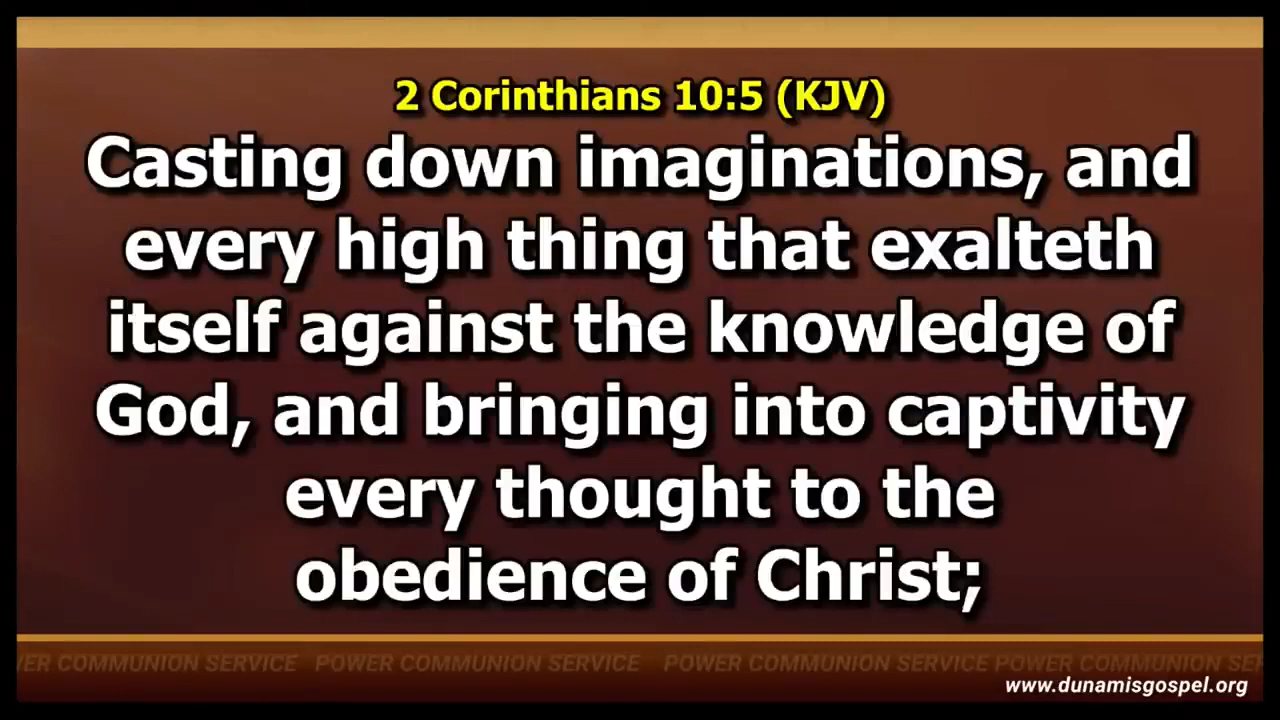 2 Corinthians 10:5 (KJV)
Casting down imaginations, and
every high thing that exalteth
itself against the knowledge of
God, and bringing into captivity
every thought to the
obedience of Christ;
VER COMMUNION SERVICE POWER COMMUNION SERVICE POWER COMMUNION SERVICE POWER COMMUNION SER
www.dunamisgospel.org